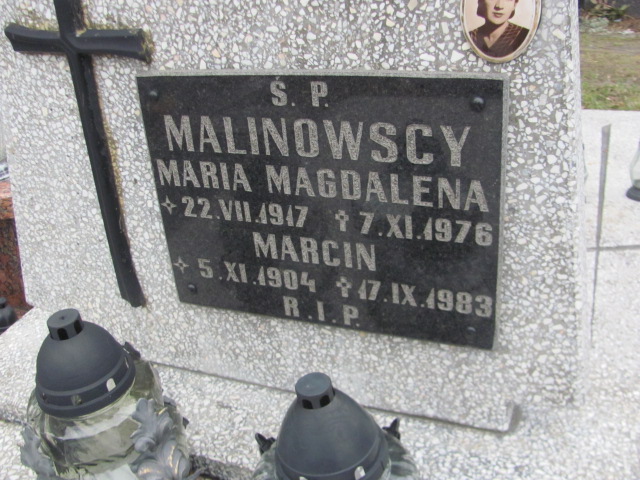 Ś. P.
MALINOWSCY
MARIA MAGDALENA
22.VII.1917 ✝ 7.XI.1976
MARCIN
5.XI.1904 ✝ 17.IX.1983
R.I.P.